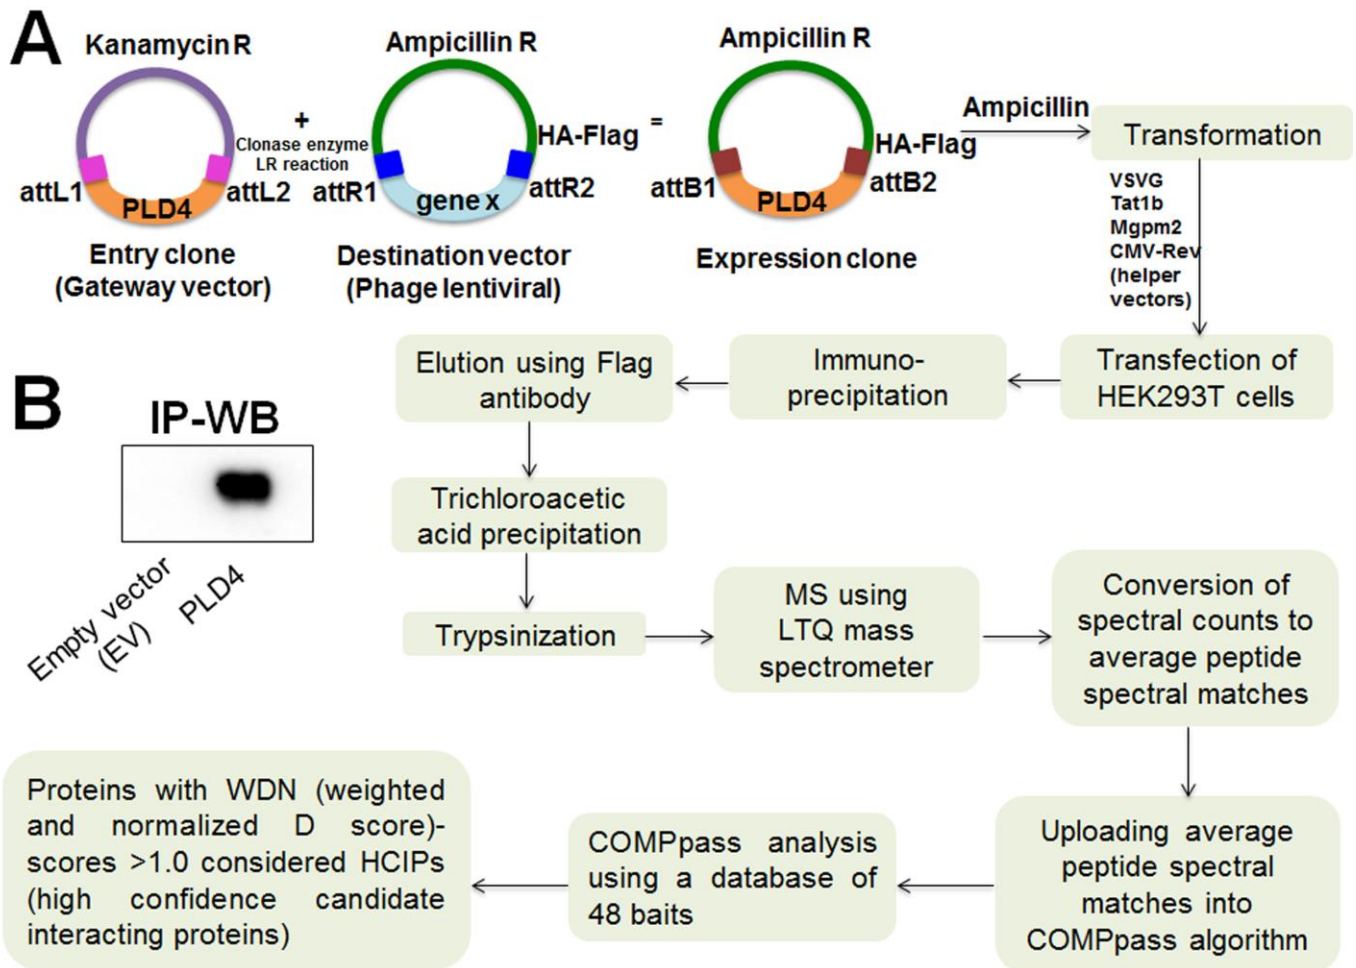 A
Kanamycin R
Ampicillin R
Ampicillin R
+
Clonase enzyme
LR reaction
HA-Flag
=
HA-Flag
Ampicillin
Transformation
attL1
attL2
attR1
attR2
attB1
attB2
PLD4
gene x
PLD4
Entry clone
(Gateway vector)
Destination vector
(Phage lentiviral)
Expression clone
VSVG
Tat1b
Mgpm2
CMV-Rev
(helper
vectors)
Transfection of
HEK293T cells
Immuno-
precipitation
Elution using Flag
antibody
B
IP-WB
Empty vector
(EV)
PLD4
Trichloroacetic
acid precipitation
Trypsinization
MS using
LTQ mass
spectrometer
Conversion of
spectral counts to
average peptide
spectral matches
Uploading average
peptide spectral
matches into
COMPpass algorithm
COMPpass analysis
using a database of
48 baits
Proteins with WDN (weighted
and normalized D score)-
scores >1.0 considered HCIPs
(high confidence candidate
interacting proteins)